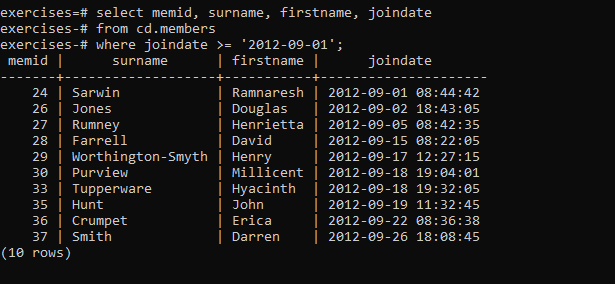 exercises=# select memid, surname, firstname, joindate
exercises-# from cd.members
exercises-# where joindate >= '2012-09-01';
 memid |      surname      | firstname |      joindate
-------+-------------------+-----------+---------------------
    24 | Sarwin            | Ramnaresh | 2012-09-01 08:44:42
    26 | Jones             | Douglas   | 2012-09-02 18:43:05
    27 | Rumney            | Henrietta | 2012-09-05 08:42:35
    28 | Farrell           | David     | 2012-09-15 08:22:05
    29 | Worthington-Smyth | Henry     | 2012-09-17 12:27:15
    30 | Purview           | Millicent | 2012-09-18 19:04:01
    33 | Tupperware        | Hyacinth  | 2012-09-18 19:32:05
    35 | Hunt              | John      | 2012-09-19 11:32:45
    36 | Crumpet           | Erica     | 2012-09-22 08:36:38
    37 | Smith             | Darren    | 2012-09-26 18:08:45
(10 rows)